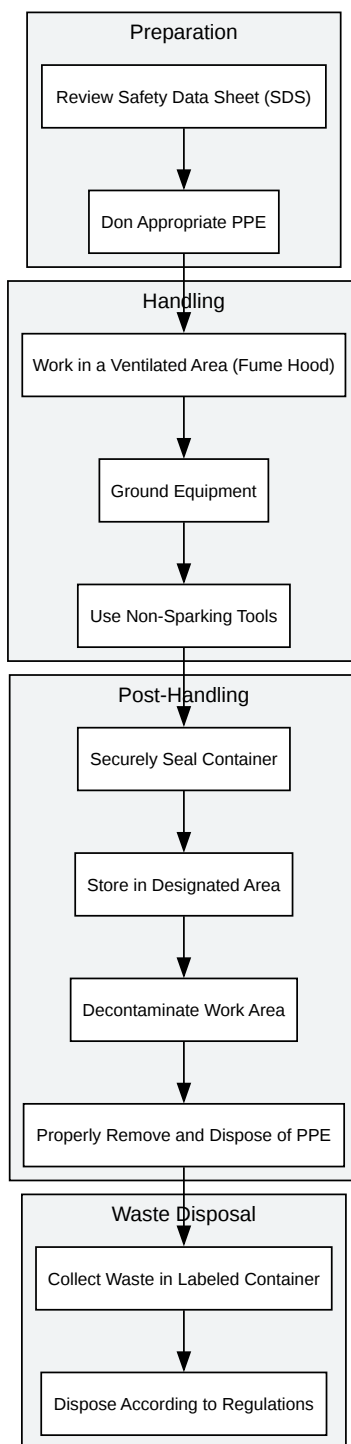 Preparation
Review Safety Data Sheet (SDS)
Don Appropriate PPE
Handling
Work in a Ventilated Area (Fume Hood)
Ground Equipment
Use Non-Sparking Tools
Post-Handling
Securely Seal Container
Store in Designated Area
Decontaminate Work Area
Properly Remove and Dispose of PPE
Waste Disposal
Collect Waste in Labeled Container
Dispose According to Regulations